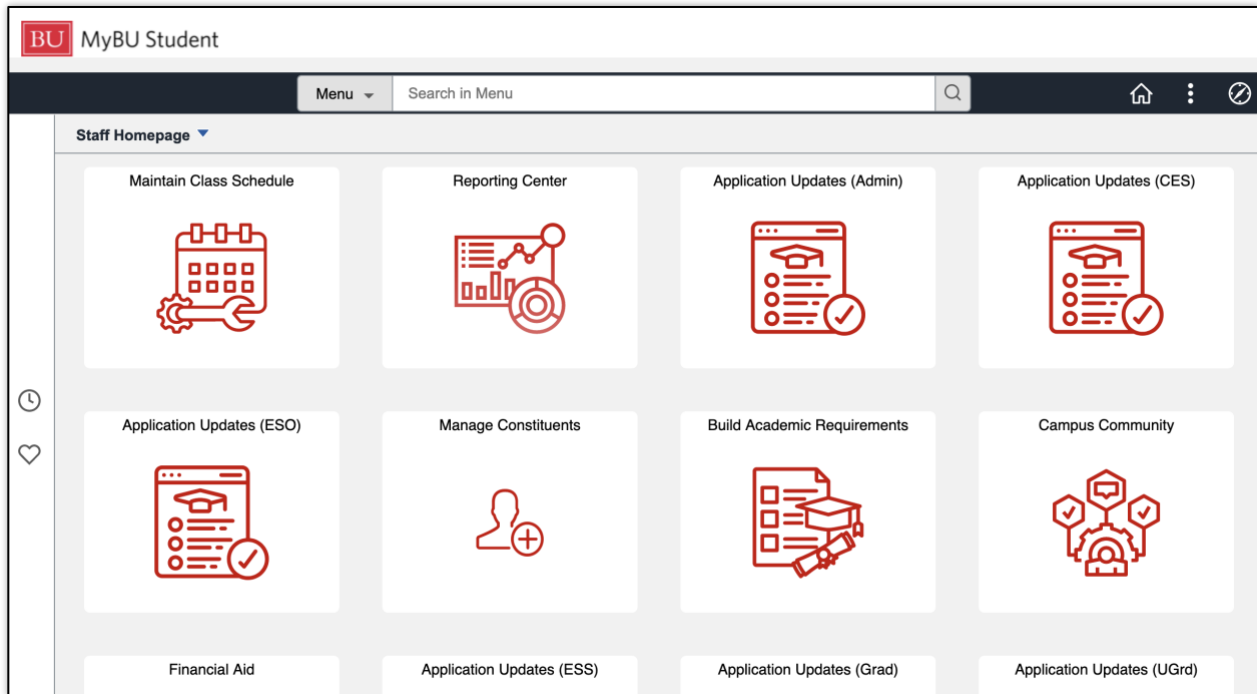 BU MyBU Student
Menu Search in Menu
Staff Homepage
Maintain Class Schedule Reporting Center Application Updates (Admin) Application Updates (CES)
Application Updates (ESO) Manage Constituents Build Academic Requirements Campus Community
Financial Aid Application Updates (ESS) Application Updates (Grad) Application Updates (UGrd)